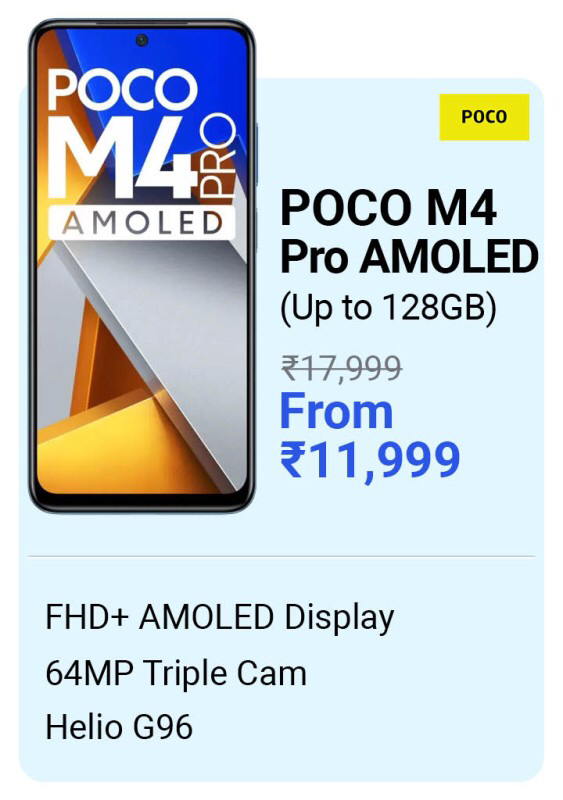 POCO
M4 PRO
AMOLED
POCO
POCO M4
Pro AMOLED
(Up to 128GB)
₹17,999
From
₹11,999
FHD+ AMOLED Display
64MP Triple Cam
Helio G96